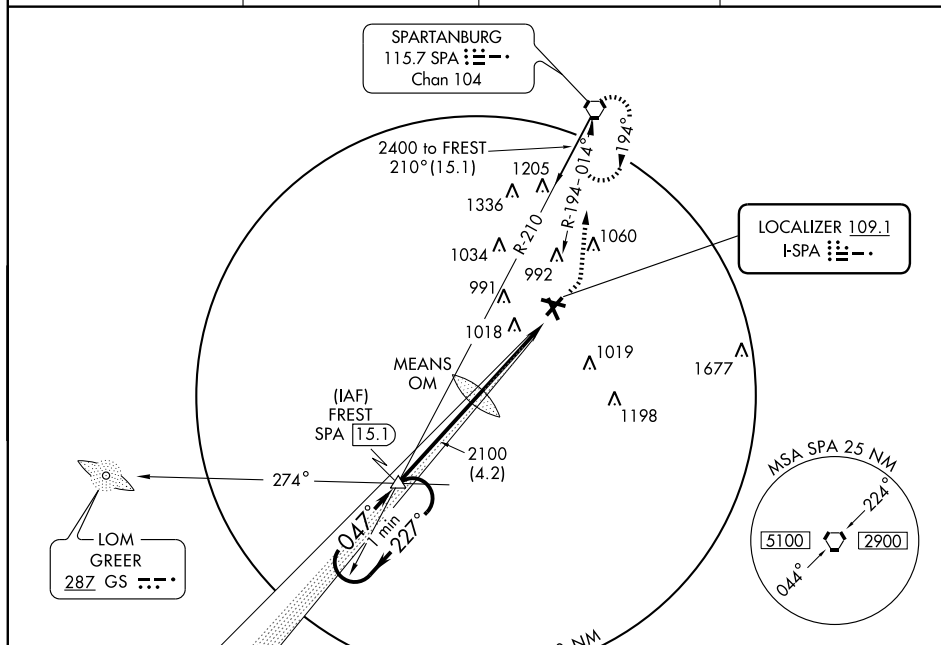 SPARTANBURG
115.7 SPA
Chan 104
2400 to FREST
210° (15.1)
1205
1336
R-210
R-194
014°
194°
1034
1060
992
LOCALIZER 109.1
I-SPA
991
1018
MEANS
OM
1019
1677
1198
(IAF)
FREST
SPA 15.1
2100
(4.2)
274°
047°
1 min
227°
LOM
GREER
287 GS
MSA SPA 25 NM
224°
5100
2900
044°
NM